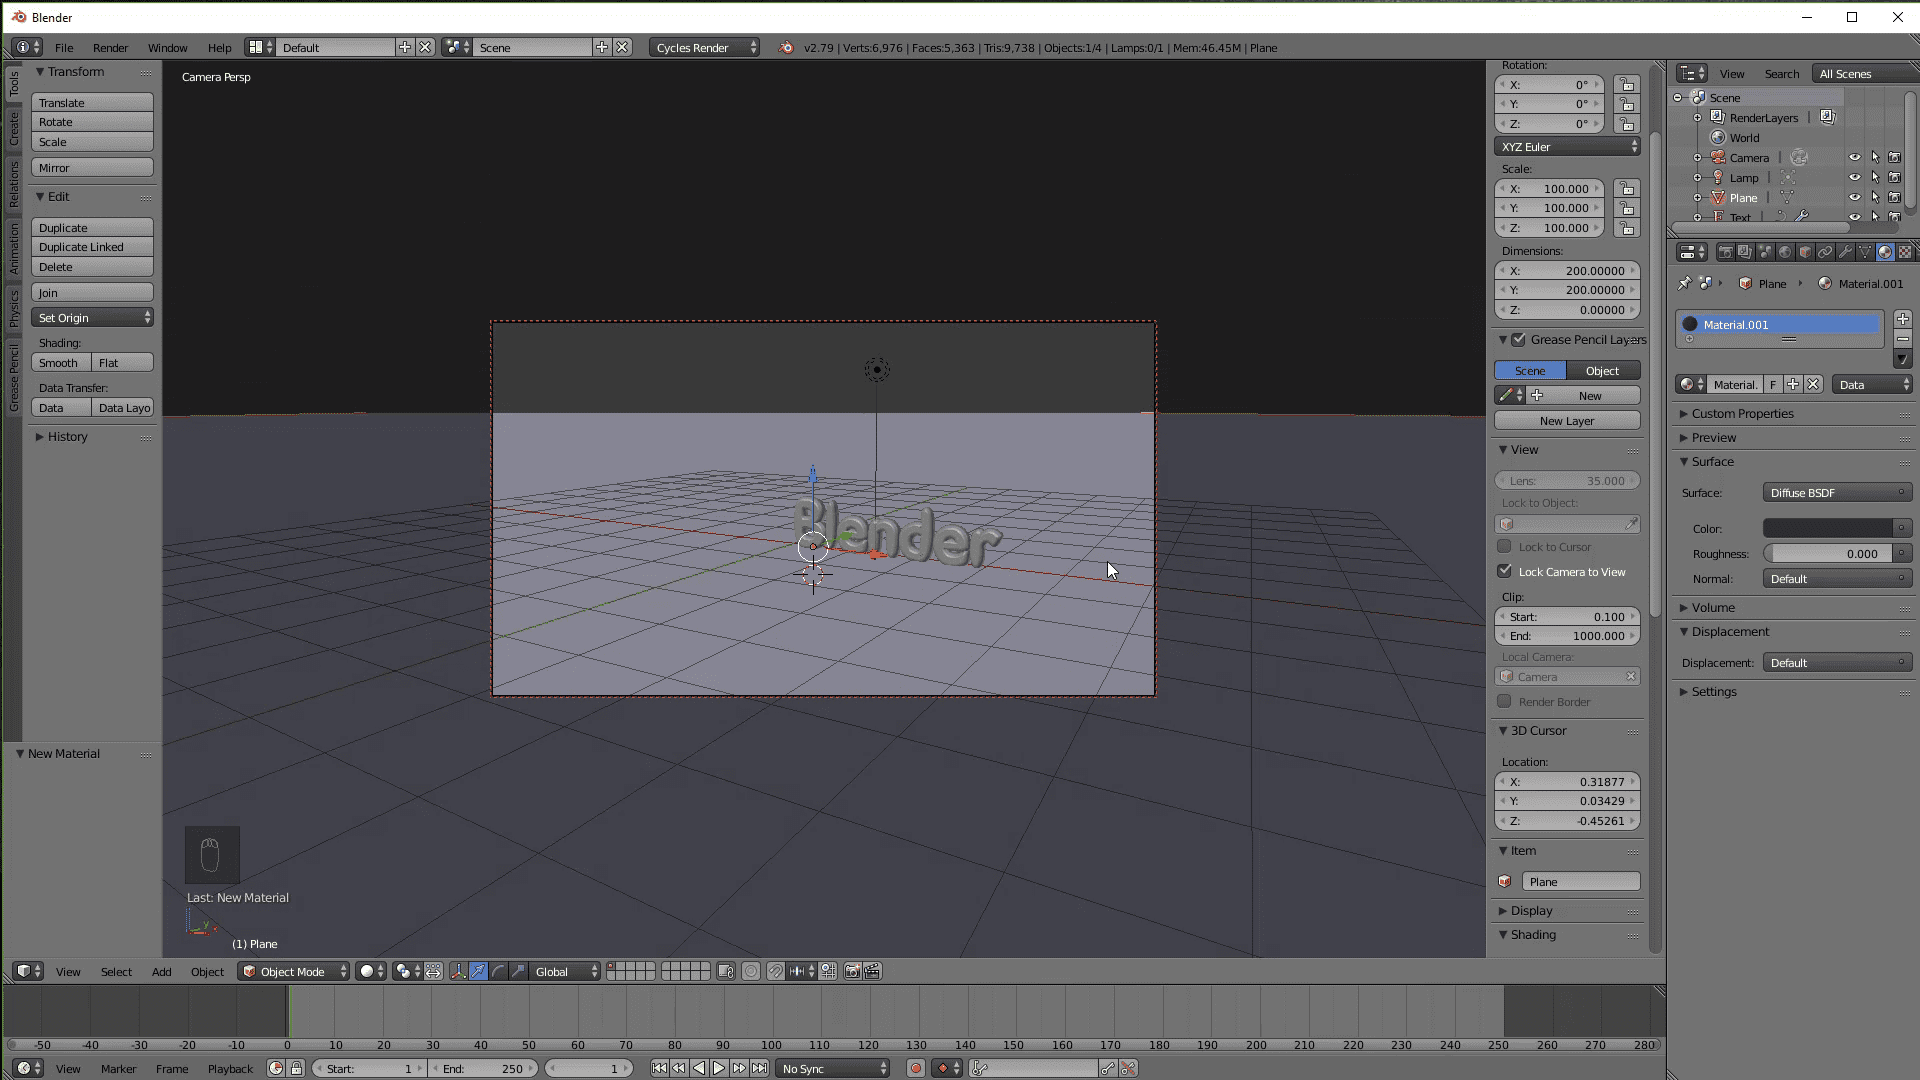 Blender
File Render Window Help Default Scene Cycles Render v2.79 | Verts:6,976 | Faces:5,363 | Tris:9,738 | Objects:1/4 | Lamps:0/1 | Mem:46.45M | Plane
Tools
Create
Relations
Animation
Physics
Grease Pencil
Transform
Translate
Rotate
Scale
Mirror
Edit
Duplicate
Duplicate Linked
Delete
Join
Set Origin
Shading:
Smooth Flat
Data Transfer:
Data Data Layo
History
New Material
Camera Persp
Blender
Last: New Material
(1) Plane
Rotation:
X: 0°
Y: 0°
Z: 0°
XYZ Euler
Scale:
X: 100.000
Y: 100.000
Z: 100.000
Dimensions:
X: 200.00000
Y: 200.00000
Z: 0.00000
Grease Pencil Layers
Scene Object
New
New Layer
View
Lens: 35.000
Lock to Object:
Lock to Cursor
Lock Camera to View
Clip:
Start: 0.100
End: 1000.000
Local Camera:
Camera
Render Border
3D Cursor
Location:
X: 0.31877
Y: 0.03429
Z: -0.45261
Item
Plane
Display
Shading
View Search All Scenes
Scene
RenderLayers
World
Camera
Lamp
Plane
Text
Plane Material.001
Material.001
Material. F Data
Custom Properties
Preview
Surface
Surface: Diffuse BSDF
Color:
Roughness: 0.000
Normal: Default
Volume
Displacement
Displacement: Default
Settings
View Select Add Object Object Mode Global
-50 -40 -30 -20 -10 0 10 20 30 40 50 60 70 80 90 100 110 120 130 140 150 160 170 180 190 200 210 220 230 240 250 260 270 280
View Marker Frame Playback Start: 1 End: 250 1 No Sync